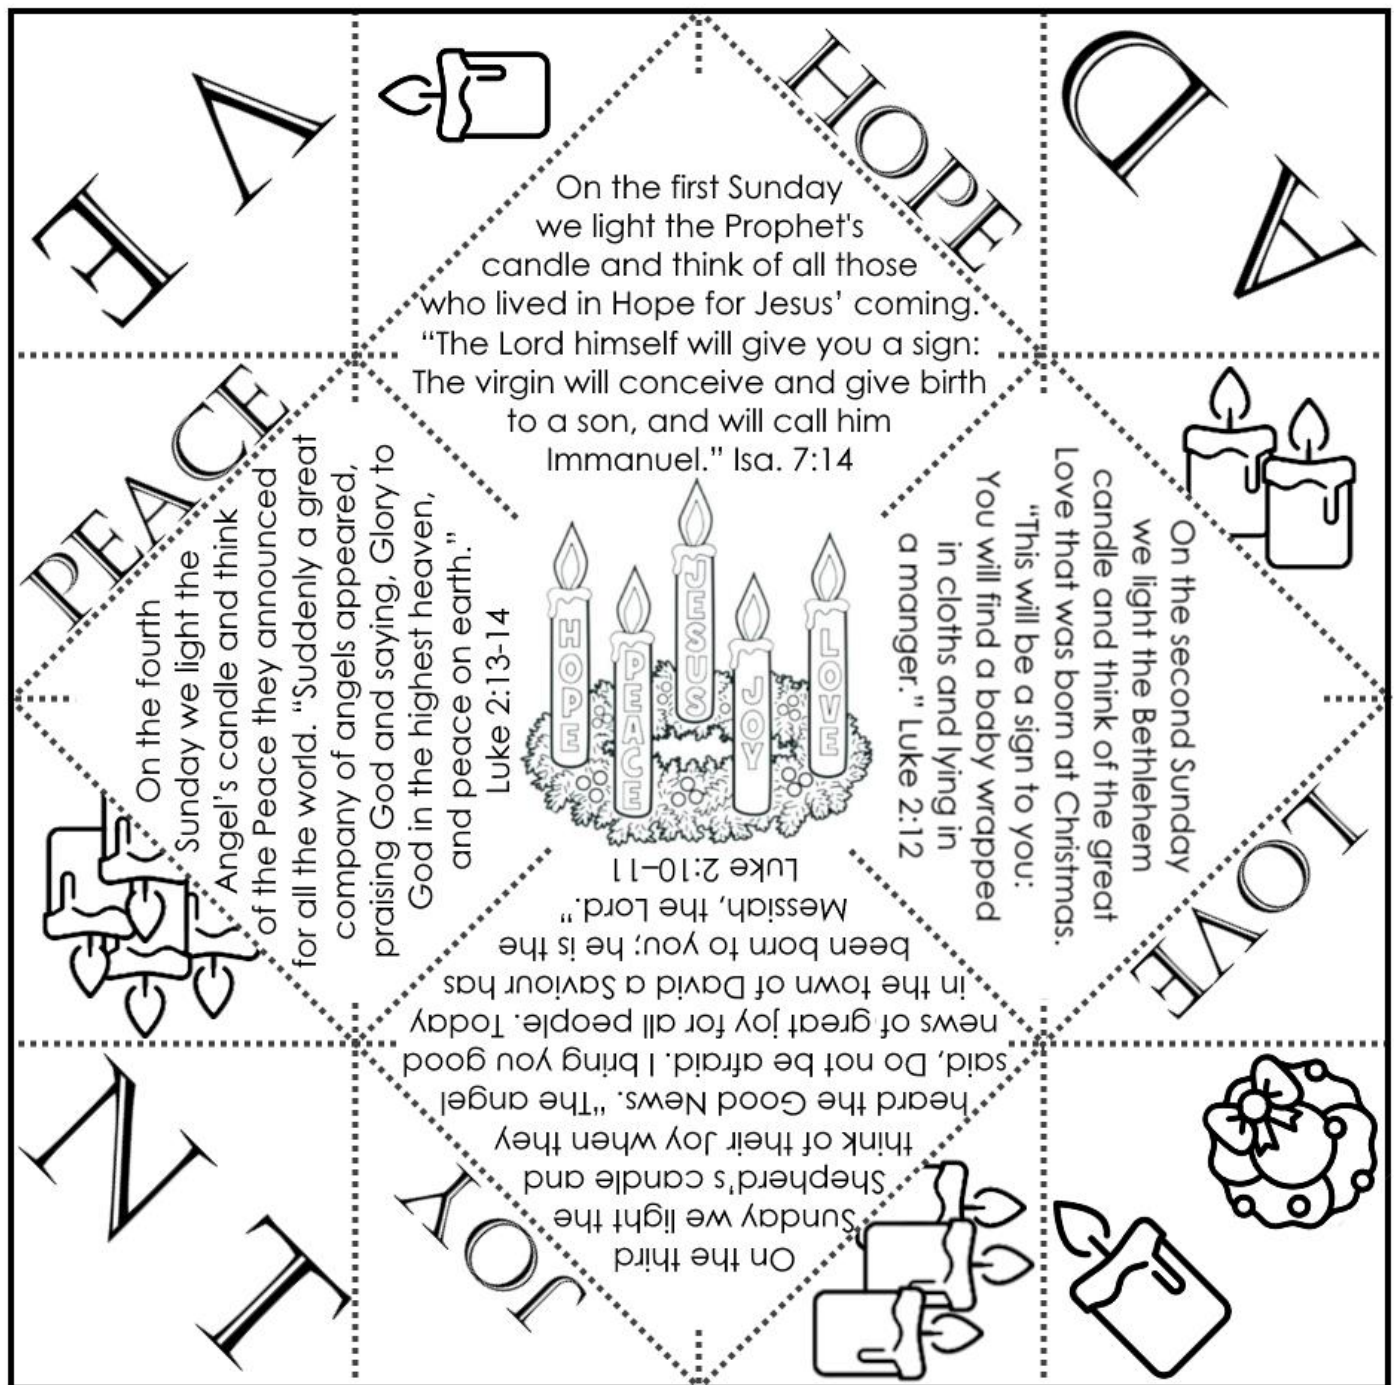 VE
HOPE
DA
On the first Sunday
we light the Prophet's
candle and think of all those
who lived in Hope for Jesus' coming.
“The Lord himself will give you a sign:
The virgin will conceive and give birth
to a son, and will call him
Immanuel.” Isa. 7:14
PEACE
On the fourth
Sunday we light the
Angel's candle and think
of the Peace they announced
for all the world. “Suddenly a great
company of angels appeared,
praising God and saying, Glory to
God in the highest heaven,
and peace on earth.”
Luke 2:13-14
HOPE
PEACE
JESUS
JOY
LOVE
On the second Sunday
we light the Bethlehem
candle and think of the great
Love that was born at Christmas.
“This will be a sign to you:
You will find a baby wrapped
in cloths and lying in
a manger.” Luke 2:12
LOVE
On the third
Sunday we light the
Shepherd's candle and
think of their Joy when they
heard the Good News. “The angel
said, Do not be afraid. I bring you good
news of great joy for all people. Today
in the town of David a Saviour has
been born to you; he is the
Messiah, the Lord.”
Luke 2:10-11
JOY
NT